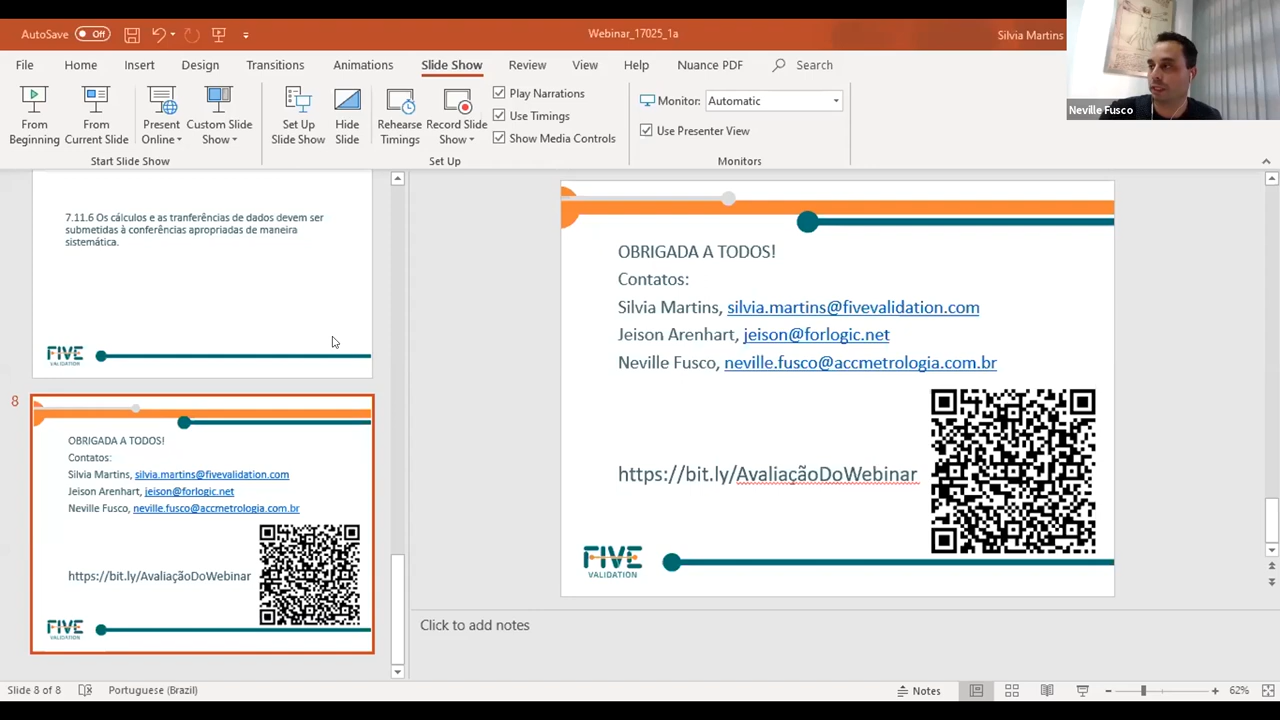 AutoSave Off
Webinar_17025_1a
Silvia Martins
File Home Insert Design Transitions Animations Slide Show Review View Help Nuance PDF Search
From Beginning
From Current Slide
Present Online
Custom Slide Show
Start Slide Show
Set Up Slide Show
Hide Slide
Rehearse Timings
Record Slide Show
Play Narrations
Use Timings
Show Media Controls
Set Up
Monitor: Automatic
Use Presenter View
Monitors
Neville Fusco
7.11.6 Os cálculos e as tranferências de dados devem ser
submetidas à conferências apropriadas de maneira
sistemática.
FIVE
VALIDATION
8
OBRIGADA A TODOS!
Contatos:
Silvia Martins, silvia.martins@fivevalidation.com
Jeison Arenhart, jeison@forlogic.net
Neville Fusco, neville.fusco@accmetrologia.com.br
https://bit.ly/AvaliaçãoDoWebinar
FIVE
VALIDATION
OBRIGADA A TODOS!
Contatos:
Silvia Martins, silvia.martins@fivevalidation.com
Jeison Arenhart, jeison@forlogic.net
Neville Fusco, neville.fusco@accmetrologia.com.br
https://bit.ly/AvaliaçãoDoWebinar
FIVE
VALIDATION
Click to add notes
Slide 8 of 8 Portuguese (Brazil) Notes 62%